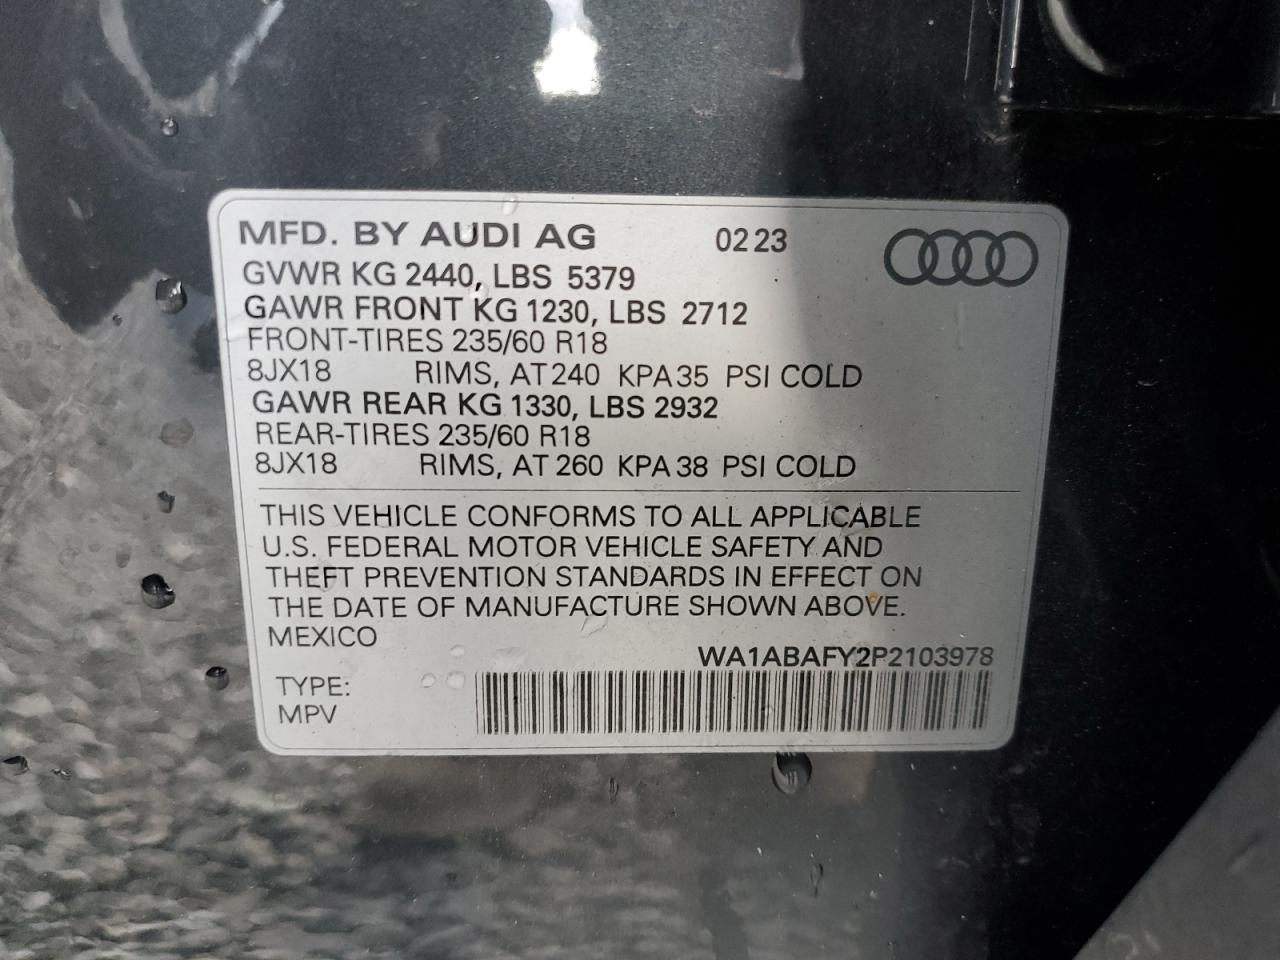 MFD. BY AUDI AG 02 23
GVWR KG 2440, LBS 5379
GAWR FRONT KG 1230, LBS 2712
FRONT-TIRES 235/60 R18
8JX18 RIMS, AT 240 KPA 35 PSI COLD
GAWR REAR KG 1330, LBS 2932
REAR-TIRES 235/60 R18
8JX18 RIMS, AT 260 KPA 38 PSI COLD
THIS VEHICLE CONFORMS TO ALL APPLICABLE
U.S. FEDERAL MOTOR VEHICLE SAFETY AND
THEFT PREVENTION STANDARDS IN EFFECT ON
THE DATE OF MANUFACTURE SHOWN ABOVE.
MEXICO
WA1ABAFY2P2103978
TYPE:
MPV